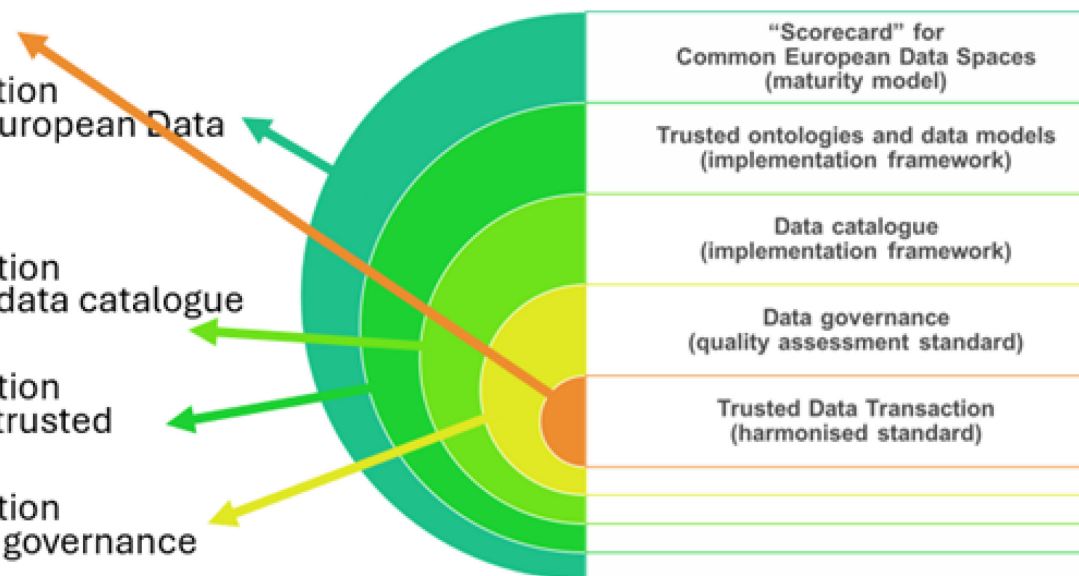 tion
uropean Data
tion
data catalogue
tion
trusted
tion
governance
“Scorecard” for
Common European Data Spaces
(maturity model)
Trusted ontologies and data models
(implementation framework)
Data catalogue
(implementation framework)
Data governance
(quality assessment standard)
Trusted Data Transaction
(harmonised standard)